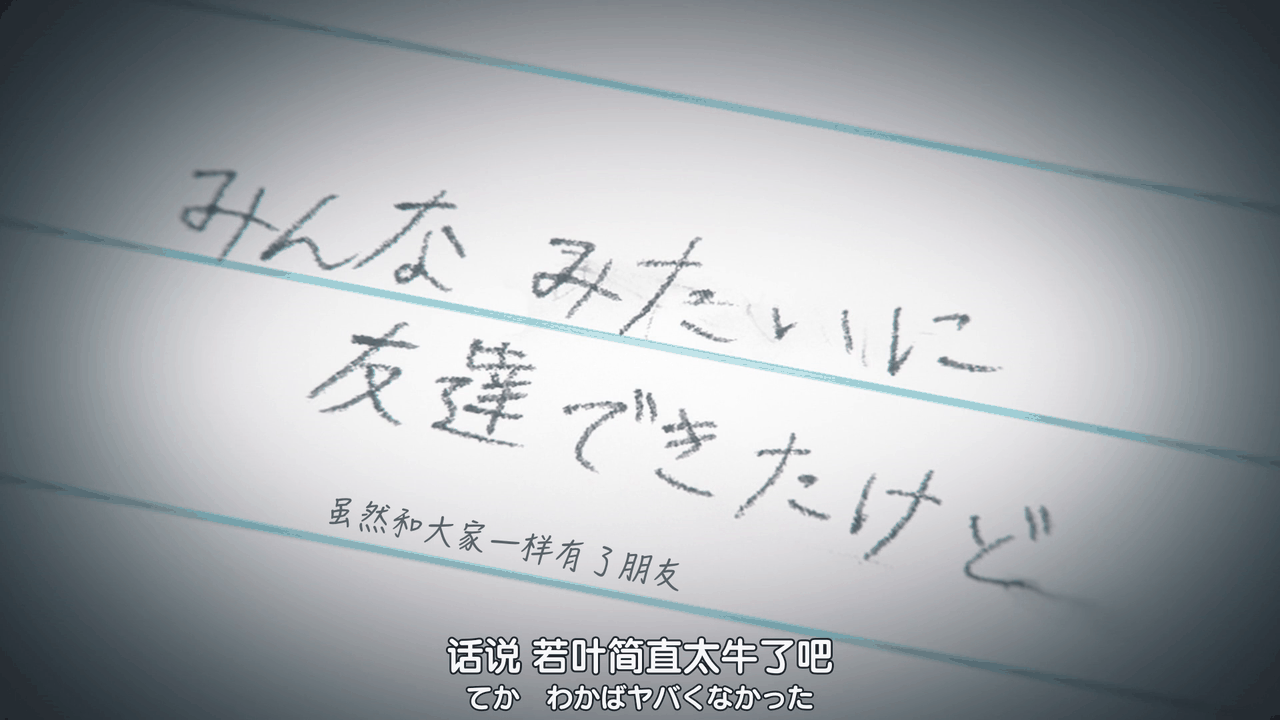 みんな みたいに
友達できたけど
虽然和大家一样有了朋友
话说 若叶简直太牛了吧
てか　わかばヤバくなかった